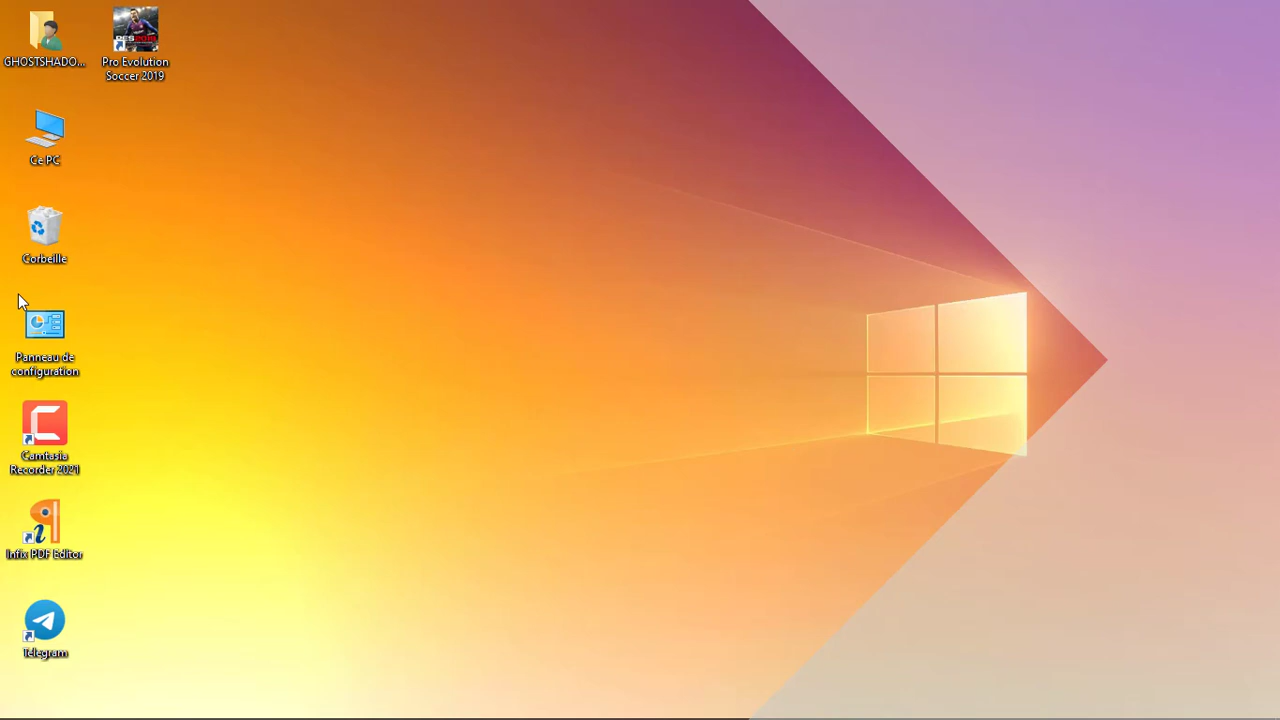 GHOSTSHADO...
Pro Evolution
Soccer 2019
Ce PC
Corbeille
Panneau de
configuration
Camtasia
Recorder 2021
Infix PDF Editor
Telegram